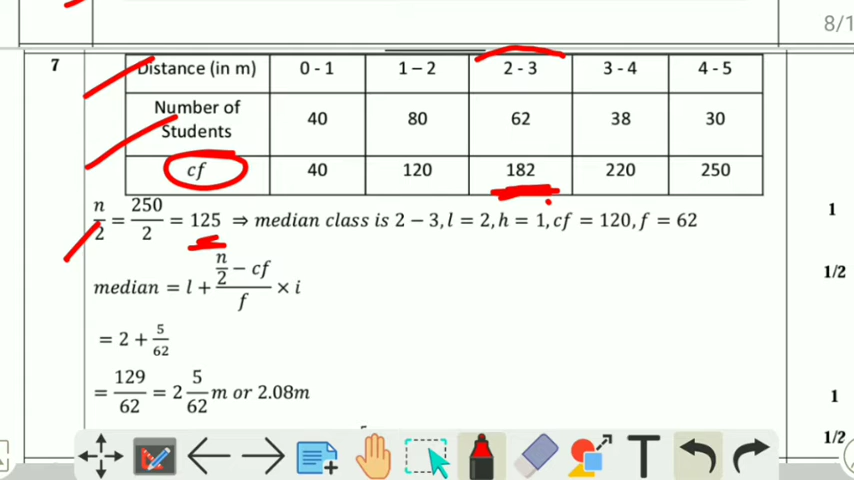 8/1
7
Distance (in m) 0 - 1 1 – 2 2 - 3 3 - 4 4 - 5
Number of Students 40 80 62 38 30
cf 40 120 182 220 250
n/2 = 250/2 = 125 ⇒ median class is 2 − 3, l = 2, h = 1, cf = 120, f = 62 1
median = l + (n/2 − cf)/f × i 1/2
= 2 + 5/62
= 129/62 = 2 5/62 m or 2.08m 1
1/2
T